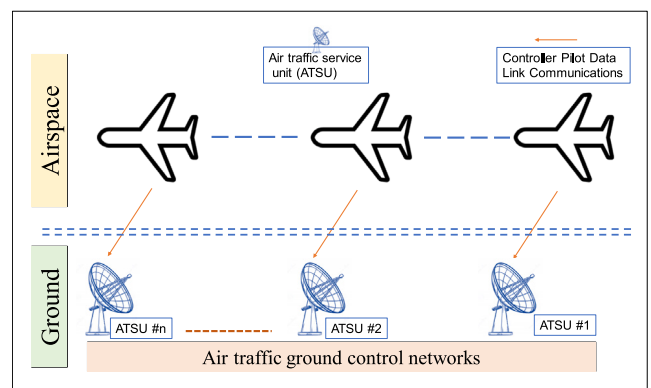 Air traffic service
unit (ATSU)
Controller Pilot Data
Link Communications
Airspace
Ground
ATSU #n
ATSU #2
ATSU #1
Air traffic ground control networks